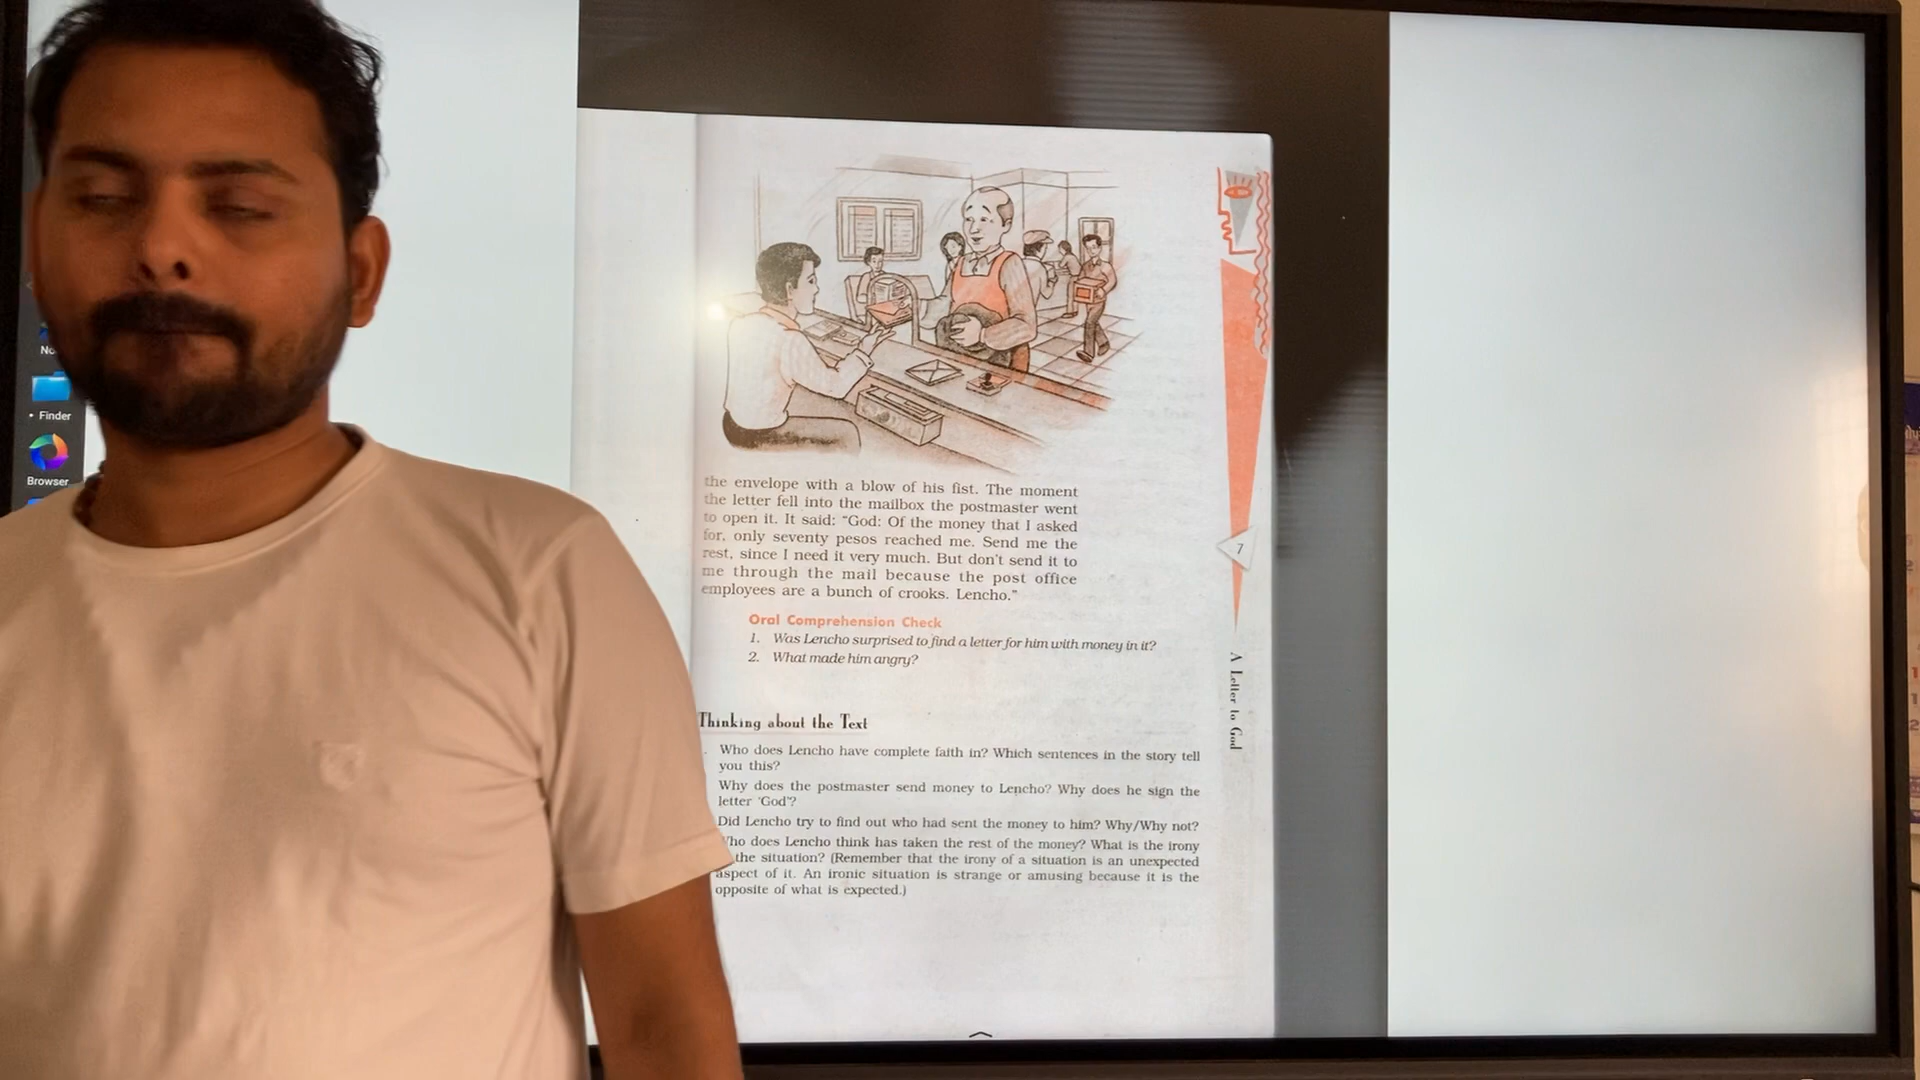 No
• Finder
Browser
the envelope with a blow of his fist. The moment
the letter fell into the mailbox the postmaster went
to open it. It said: “God: Of the money that I asked
for, only seventy pesos reached me. Send me the
rest, since I need it very much. But don't send it to
me through the mail because the post office
employees are a bunch of crooks. Lencho.”
Oral Comprehension Check
1. Was Lencho surprised to find a letter for him with money in it?
2. What made him angry?
Thinking about the Text
Who does Lencho have complete faith in? Which sentences in the story tell
you this?
Why does the postmaster send money to Lencho? Why does he sign the
letter ‘God’?
Did Lencho try to find out who had sent the money to him? Why/Why not?
Who does Lencho think has taken the rest of the money? What is the irony
the situation? (Remember that the irony of a situation is an unexpected
aspect of it. An ironic situation is strange or amusing because it is the
opposite of what is expected.)
7
A Letter to God